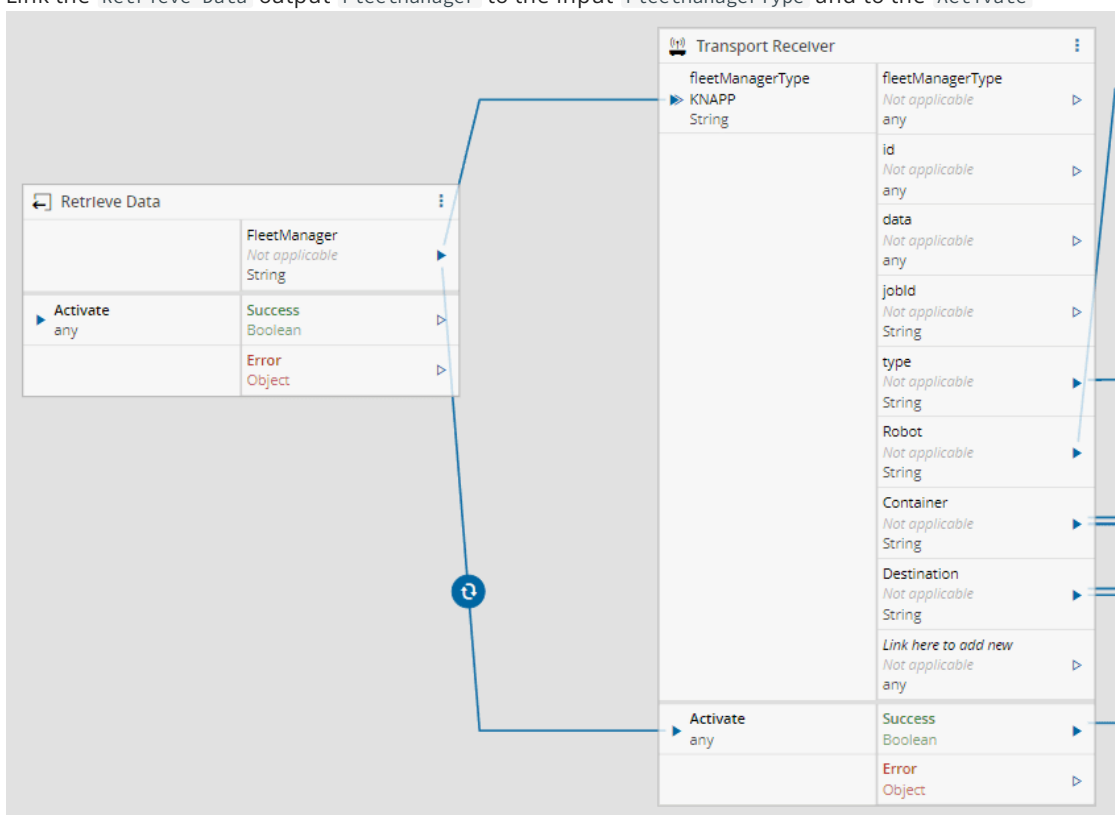 Link the Retrieve Data output FleetManager to the input fleetManagerType and to the Activate
Transport Receiver
fleetManagerType
KNAPP
String
fleetManagerType
Not applicable
any
id
Not applicable
any
data
Not applicable
any
jobId
Not applicable
String
type
Not applicable
String
Robot
Not applicable
String
Container
Not applicable
String
Destination
Not applicable
String
Link here to add new
Not applicable
any
Activate
any
Success
Boolean
Error
Object
Retrieve Data
FleetManager
Not applicable
String
Activate
any
Success
Boolean
Error
Object